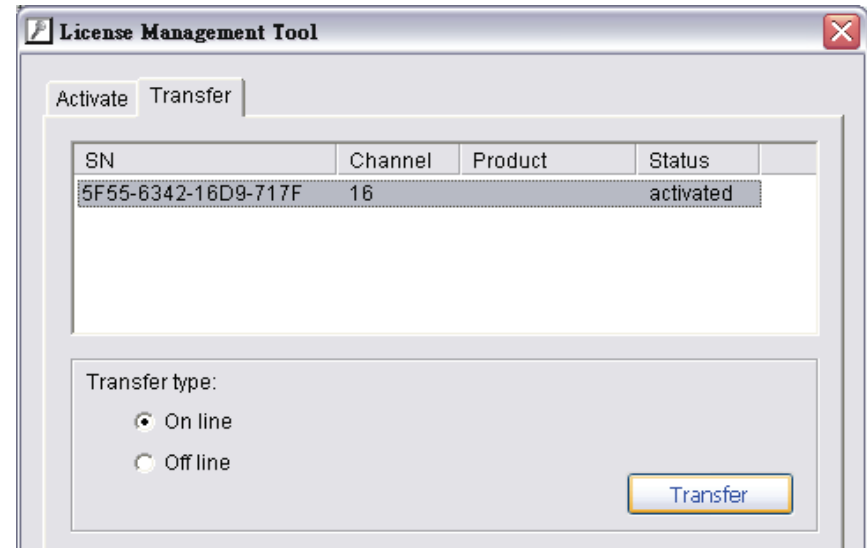 License Management Tool
Activate Transfer
SN Channel Product Status
5F55-6342-16D9-717F 16 activated
Transfer type:
On line
Off line
Transfer